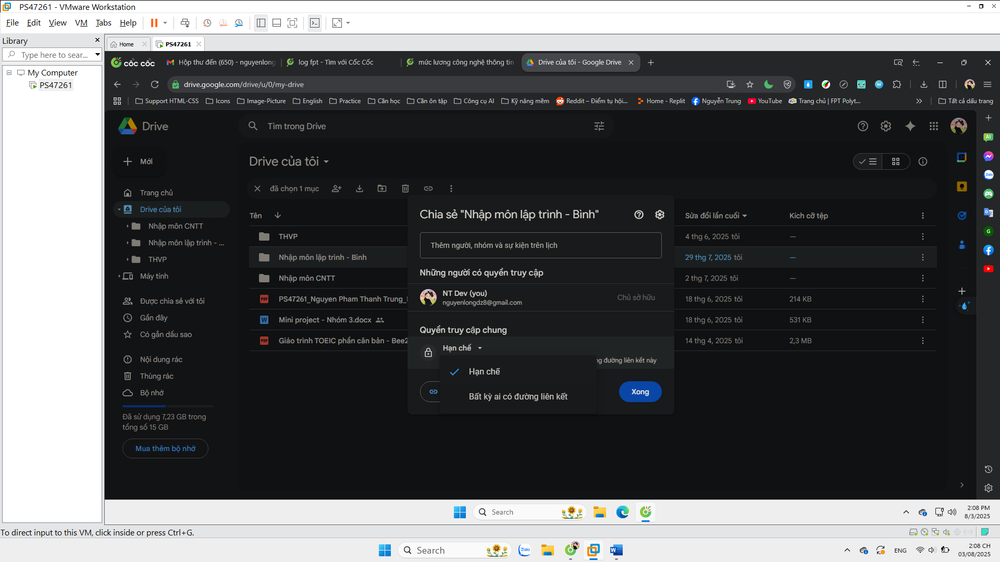 PS47261 - VMware Workstation
File Edit View VM Tabs Help
Library
Type here to sear...
My Computer
PS47261
Home
PS47261
cốc cốc
Hộp thư đến (650) - nguyenlong
log fpt - Tìm với Cốc Cốc
mức lương công nghệ thông tin
Drive của tôi - Google Drive
drive.google.com/drive/u/0/my-drive
Support HTML-CSS Icons Image-Picture English Practice Cần học Cần ôn tập Công cụ AI Kỹ năng mềm Reddit – Điểm tụ hội... Home - Replit Nguyễn Trung YouTube Trang chủ | FPT Polyt... Tất cả dấu trang
Drive
Tìm trong Drive
Mới
Trang chủ
Drive của tôi
Nhập môn CNTT
Nhập môn lập trình - ...
THVP
Máy tính
Được chia sẻ với tôi
Gần đây
Có gắn dấu sao
Nội dung rác
Thùng rác
Bộ nhớ
Đã sử dụng 7,23 GB trong
tổng số 15 GB
Mua thêm bộ nhớ
Drive của tôi
đã chọn 1 mục
Tên Sửa đổi lần cuối Kích cỡ tệp
THVP 4 thg 6, 2025 tôi —
Nhập môn lập trình - Bình 29 thg 7, 2025 tôi —
Nhập môn CNTT 2 thg 7, 2025 tôi —
PDF PS47261_Nguyen Pham Thanh Trung_ 18 thg 6, 2025 tôi 214 KB
W Mini project - Nhóm 3.docx 18 thg 6, 2025 tôi 531 KB
PDF Giáo trình TOEIC phần căn bản - Bee2 14 thg 4, 2025 tôi 2,3 MB
Chia sẻ "Nhập môn lập trình - Bình"
Thêm người, nhóm và sự kiện trên lịch
Những người có quyền truy cập
NT Dev (you)
nguyenlongdz8@gmail.com
Chủ sở hữu
Quyền truy cập chung
Hạn chế
ng đường liên kết này
Hạn chế
Bất kỳ ai có đường liên kết
Xong
31
AI
Zalo
G
Search
2:08 PM
8/3/2025
To direct input to this VM, click inside or press Ctrl+G.
Search
Zalo
W
ENG
2:08 CH
03/08/2025